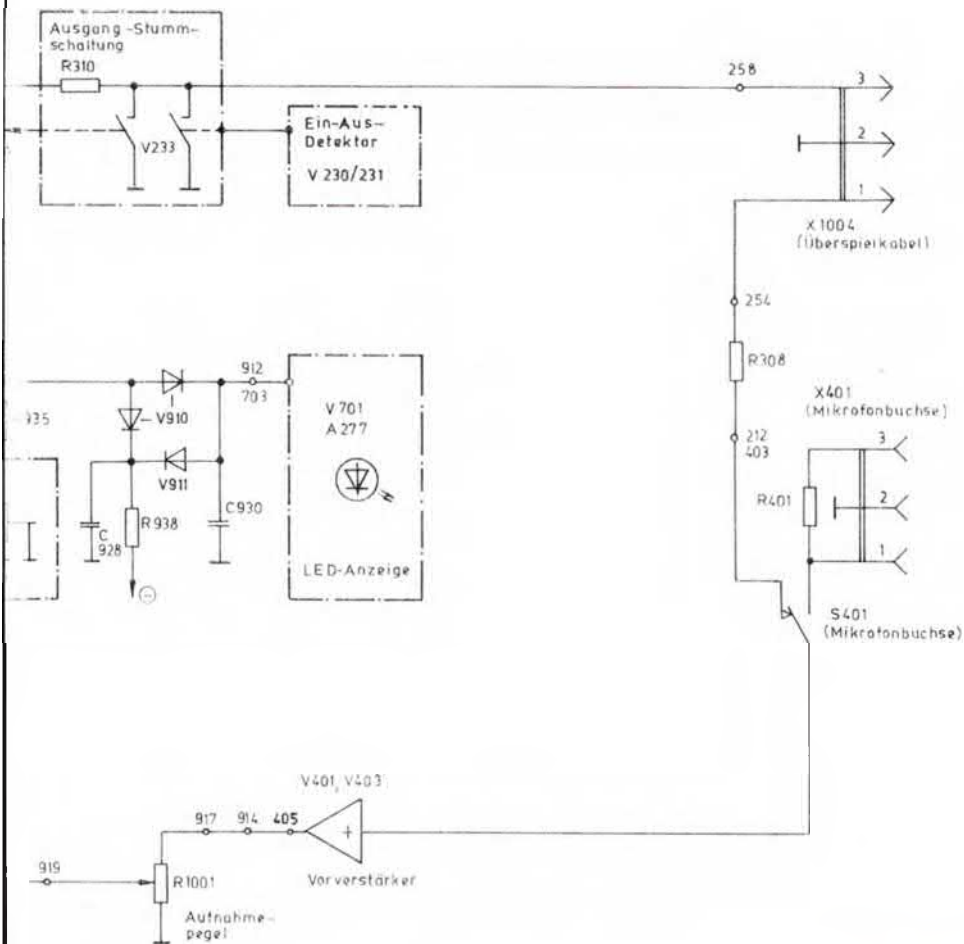 Ausgang-Stumm-
schaltung
R310
V233
Ein-Aus-
Detektor
V 230/231
258
3
2
1
X1004
(Überspielkabel)
254
R308
212
403
X401
(Mikrofonbuchse)
3
2
1
R401
S401
(Mikrofonbuchse)
935
V910
V911
912
703
C
928
R938
C930
V701
A277
LED-Anzeige
V401, V403
917
914
405
Vorverstärker
919
R1001
Aufnahme-
pegel